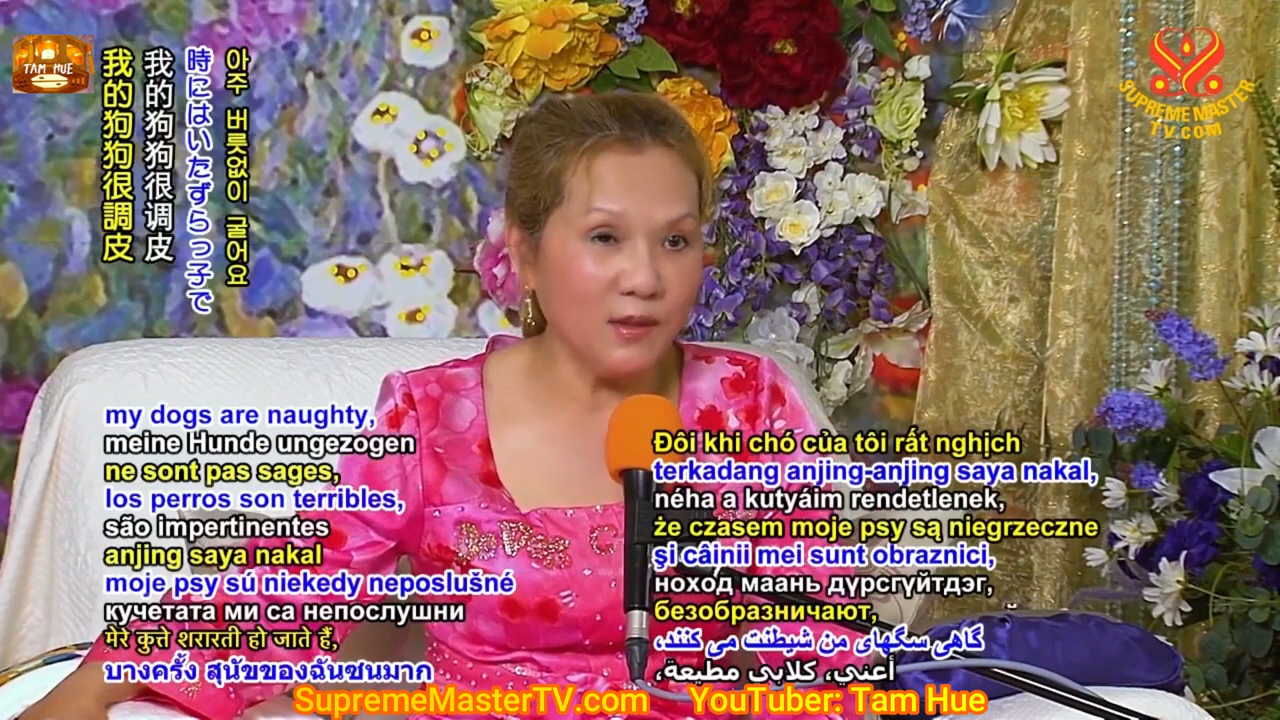 TAM HUE
아주 버릇없이 굴어요
時にはいたずらっ子で
我的狗狗很调皮
我的狗狗很調皮
SUPREME MASTER
TV.COM
my dogs are naughty,
meine Hunde ungezogen
ne sont pas sages,
los perros son terribles,
são impertinentes
anjing saya nakal
moje psy sú niekedy neposlušné
кучетата ми са непослушни
मेरे कुत्ते शरारती हो जाते हैं,
บางครั้ง สุนัขของฉันซนมาก
Đôi khi chó của tôi rất nghịch
terkadang anjing-anjing saya nakal,
néha a kutyáim rendetlenek,
że czasem moje psy są niegrzeczne
şi câinii mei sunt obraznici,
ноход маань дүрсгүйтдэг,
безобразничают,
گاهی سگهای من شیطنت می کنند،
أعني، كلابي مطيعة،
SupremeMasterTV.com YouTuber: Tam Hue